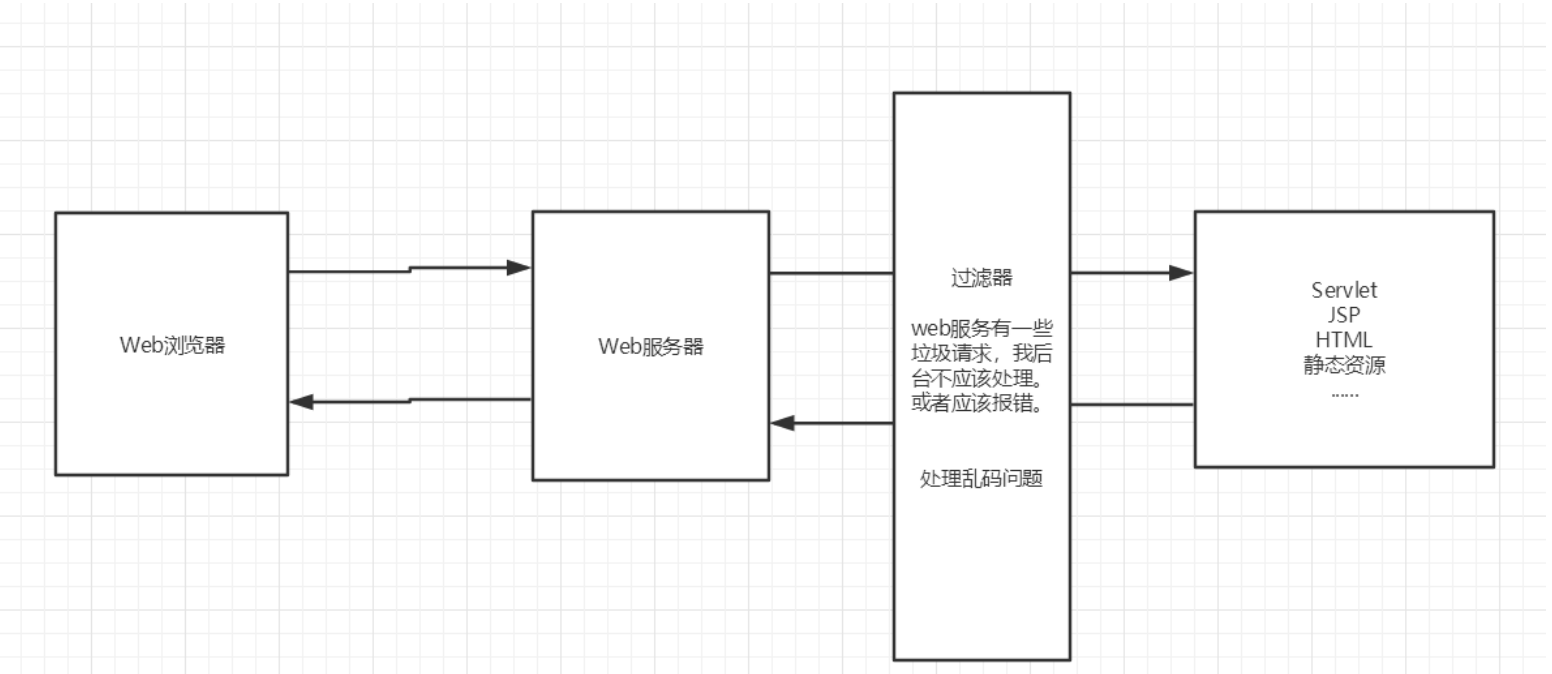 Web浏览器
Web服务器
过滤器
web服务有一些
垃圾请求，我后
台不应该处理。
或者应该报错。
处理乱码问题
Servlet
JSP
HTML
静态资源
......